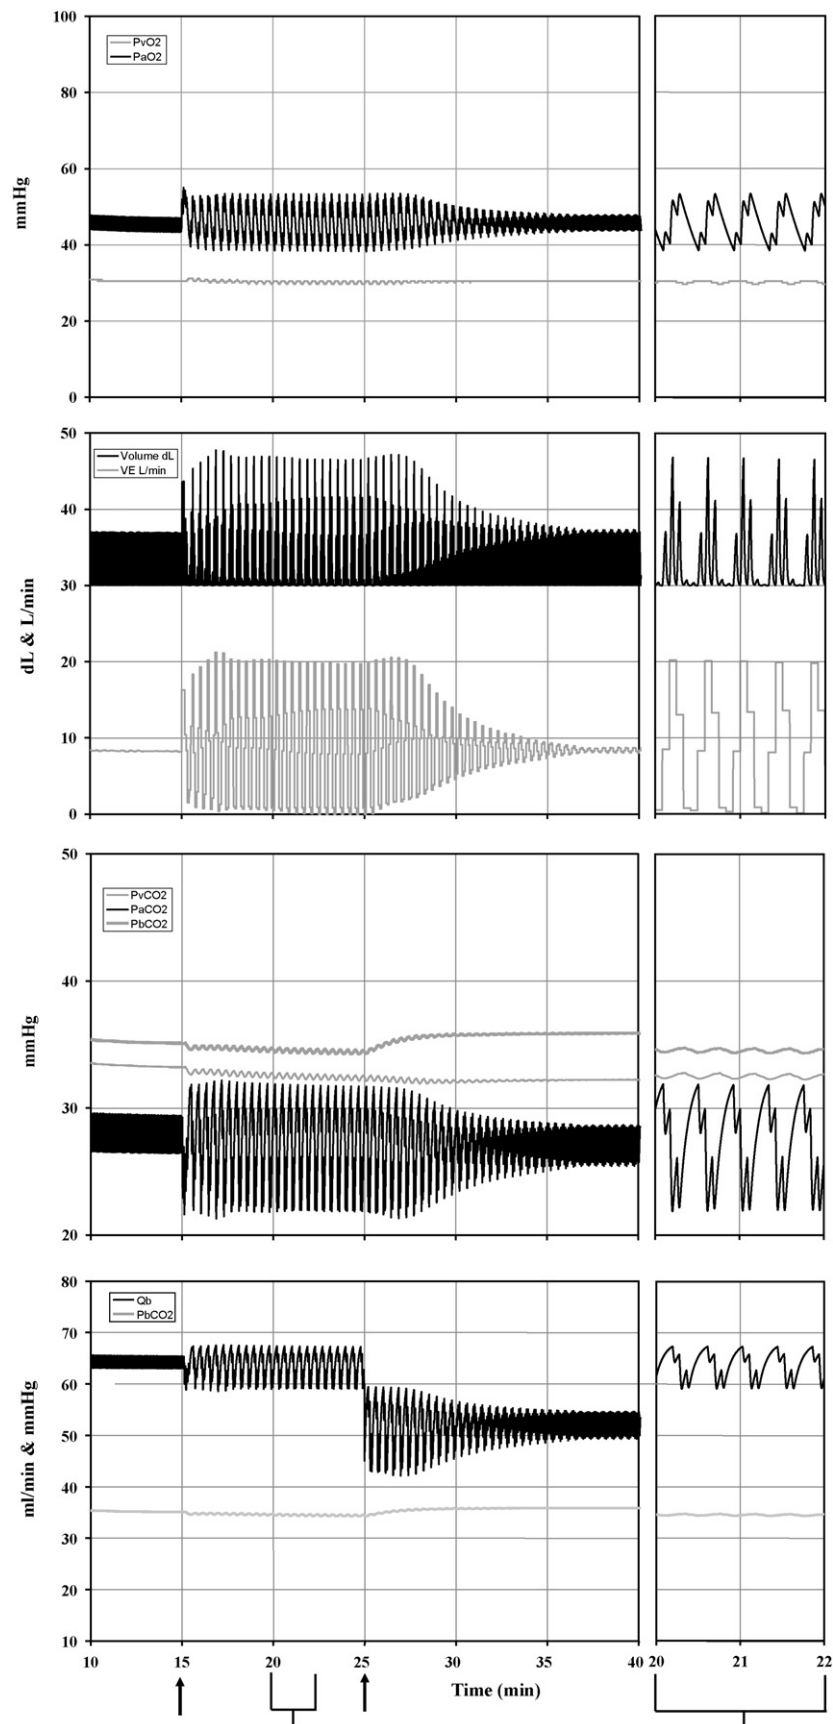 100
PvO2
PaO2
80
60
mmHg
40
20
0
50
Volume dL
VE L/min
40
30
dL & L/min
20
10
0
50
PvCO2
PaCO2
PbCO2
40
mmHg
30
20
80
Qb
PbCO2
70
60
50
ml/min & mmHg
40
30
20
10
10 15 20 25 30 35 40 20 21 22
Time (min)